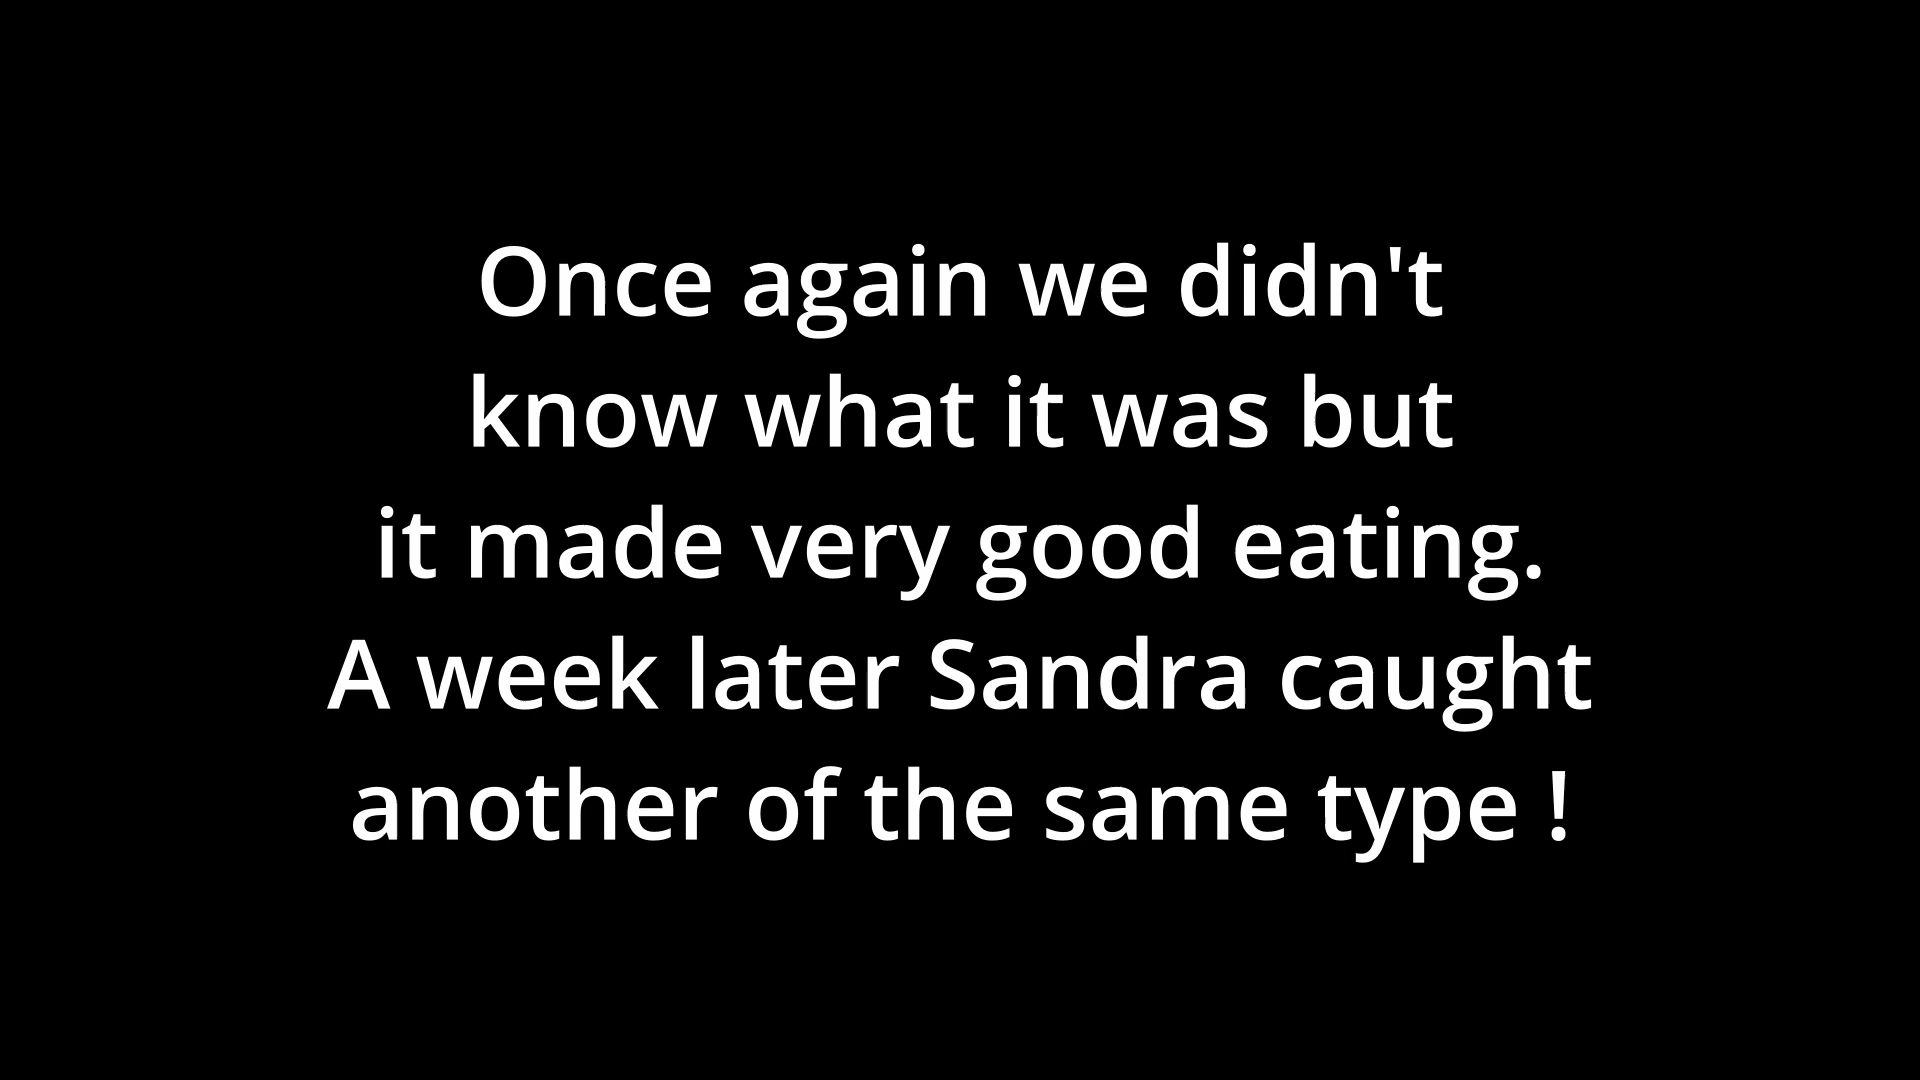 Once again we didn't
know what it was but
it made very good eating.
A week later Sandra caught
another of the same type !